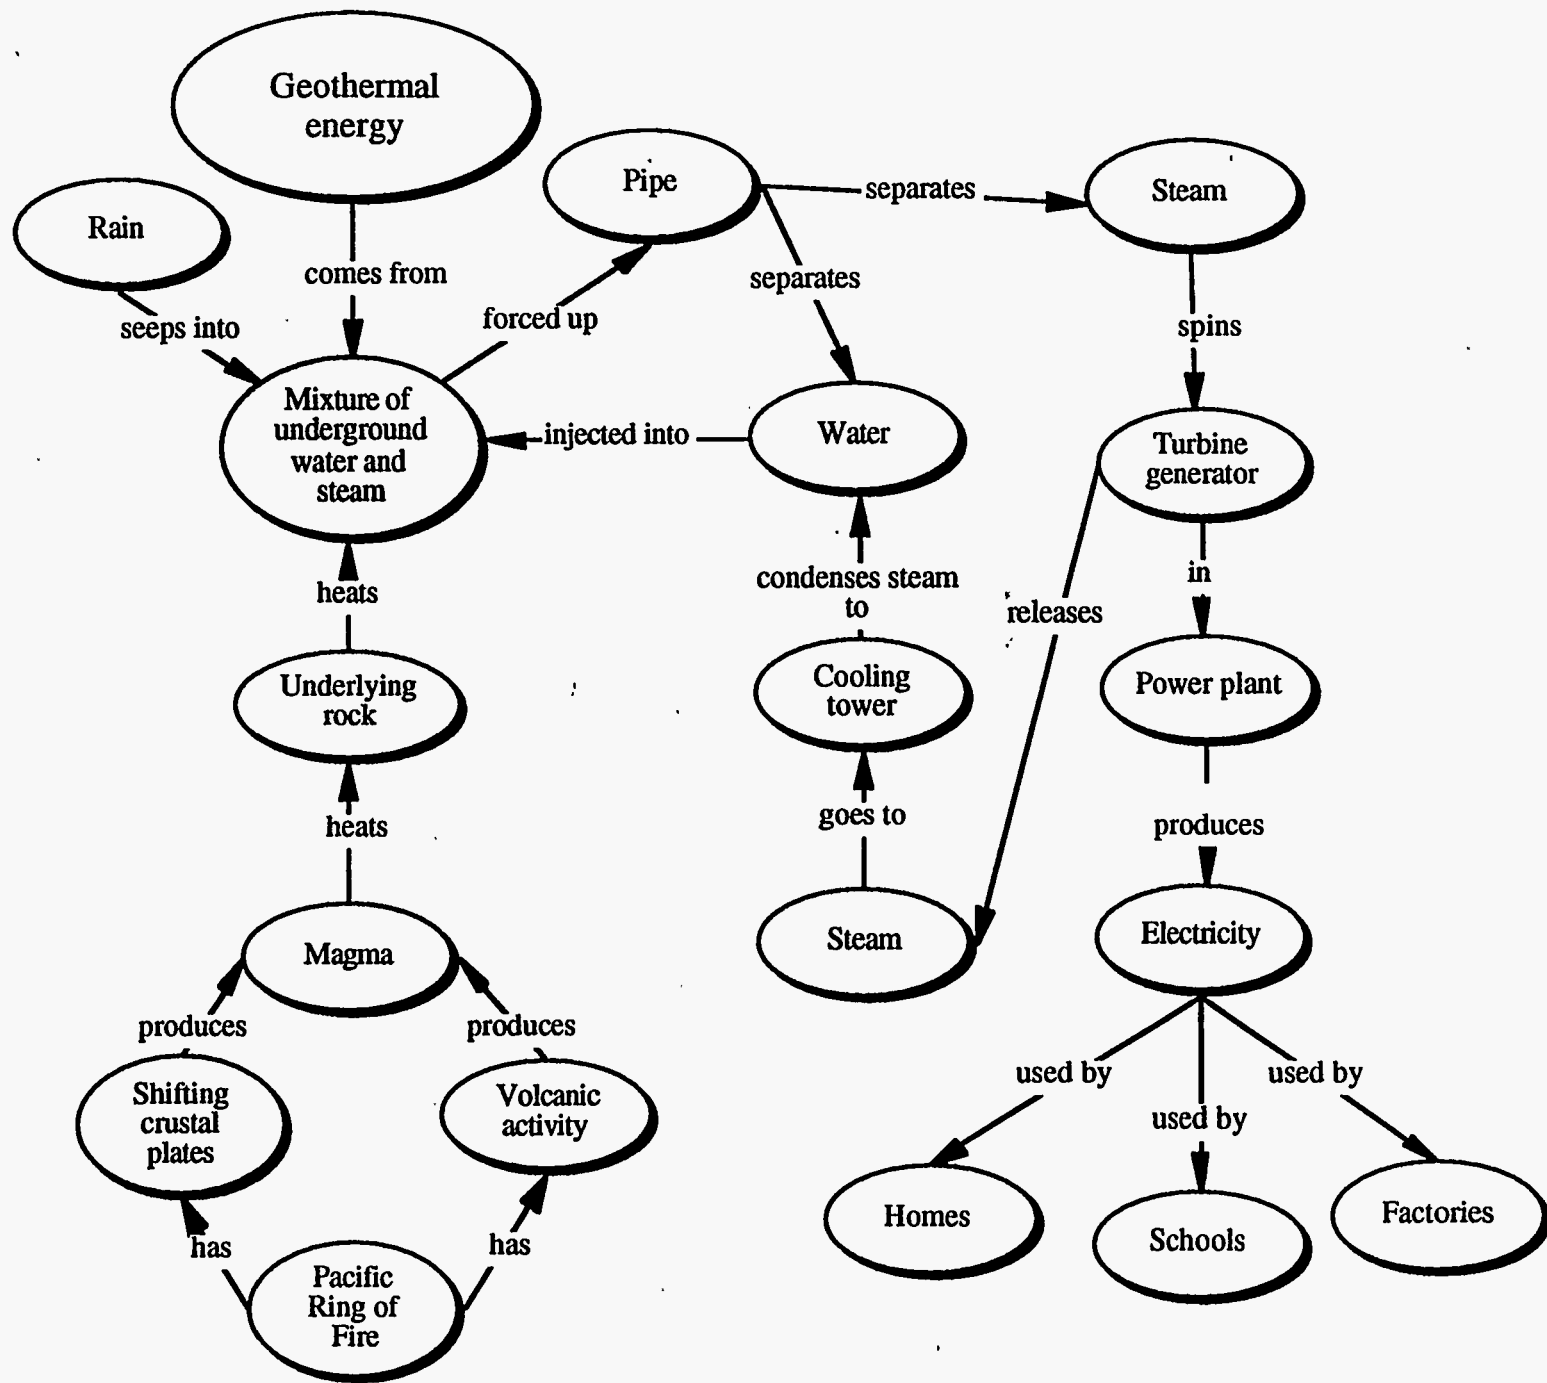 Geothermal
energy
Pipe
separates
Steam
Rain
comes from
separates
seeps into
forced up
spins
Mixture of
underground
water and
steam
injected into
Water
Turbine
generator
heats
condenses steam
to
in
releases
Underlying
rock
Cooling
tower
Power plant
heats
goes to
produces
Magma
Steam
Electricity
produces
produces
Shifting
crustal
plates
Volcanic
activity
used by
used by
used by
has
has
Homes
Schools
Factories
Pacific
Ring of
Fire